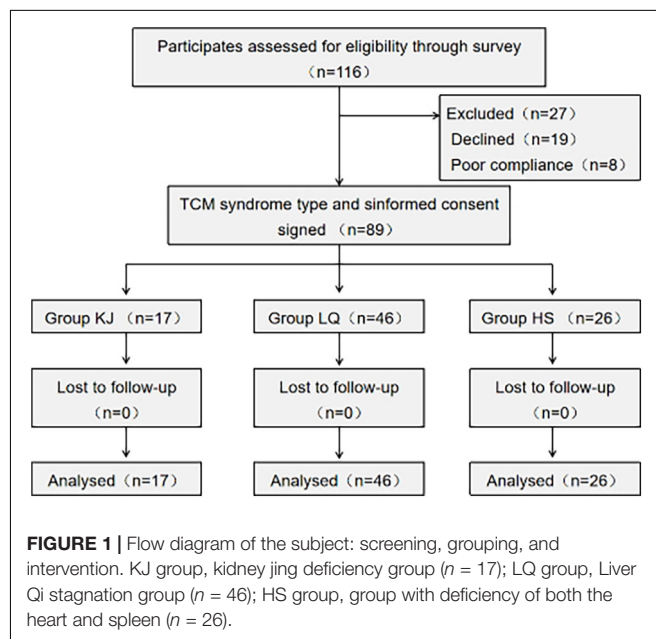 Participates assessed for eligibility through survey
（n=116）
Excluded（n=27）
Declined（n=19）
Poor compliance（n=8）
TCM syndrome type and sinformed consent
signed（n=89）
Group KJ（n=17）
Group LQ（n=46）
Group HS（n=26）
Lost to follow-up
（n=0）
Lost to follow-up
（n=0）
Lost to follow-up
（n=0）
Analysed（n=17）
Analysed（n=46）
Analysed（n=26）
FIGURE 1 | Flow diagram of the subject: screening, grouping, and
intervention. KJ group, kidney jing deficiency group (n = 17); LQ group, Liver
Qi stagnation group (n = 46); HS group, group with deficiency of both the
heart and spleen (n = 26).